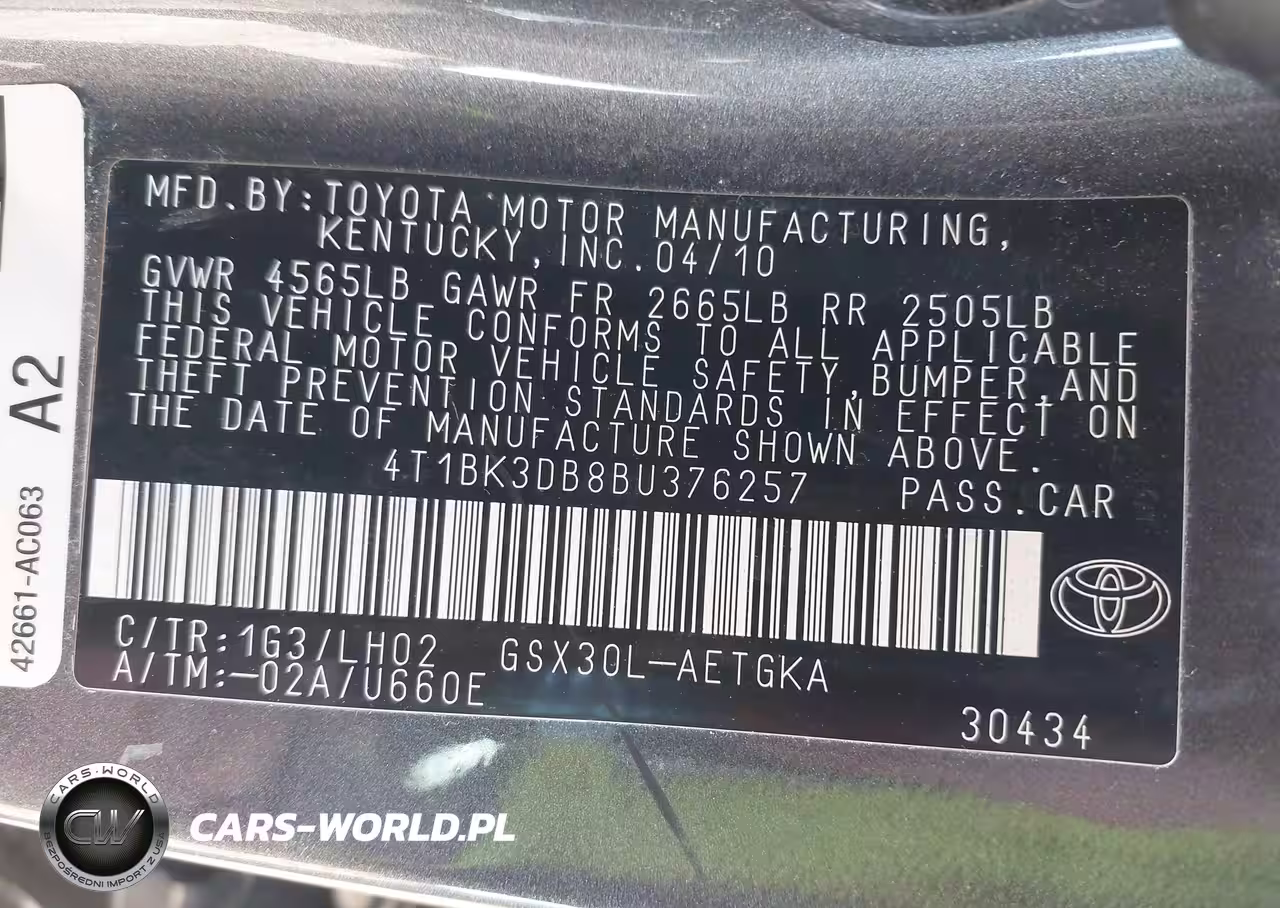 MFD.BY:TOYOTA MOTOR MANUFACTURING,
KENTUCKY,INC.04/10
GVWR 4565LB GAWR FR 2665LB RR 2505LB
THIS VEHICLE CONFORMS TO ALL APPLICABLE
FEDERAL MOTOR VEHICLE SAFETY,BUMPER,AND
THEFT PREVENTION STANDARDS IN EFFECT ON
THE DATE OF MANUFACTURE SHOWN ABOVE.
4T1BK3DB8BU376257 PASS.CAR
C/TR:1G3/LH02 GSX30L-AETGKA
A/TM:-02A/U660E
30434
A2
42661-AC063
CARS-WORLD
CW
BEZPOŚREDNI IMPORT Z USA
CARS-WORLD.PL